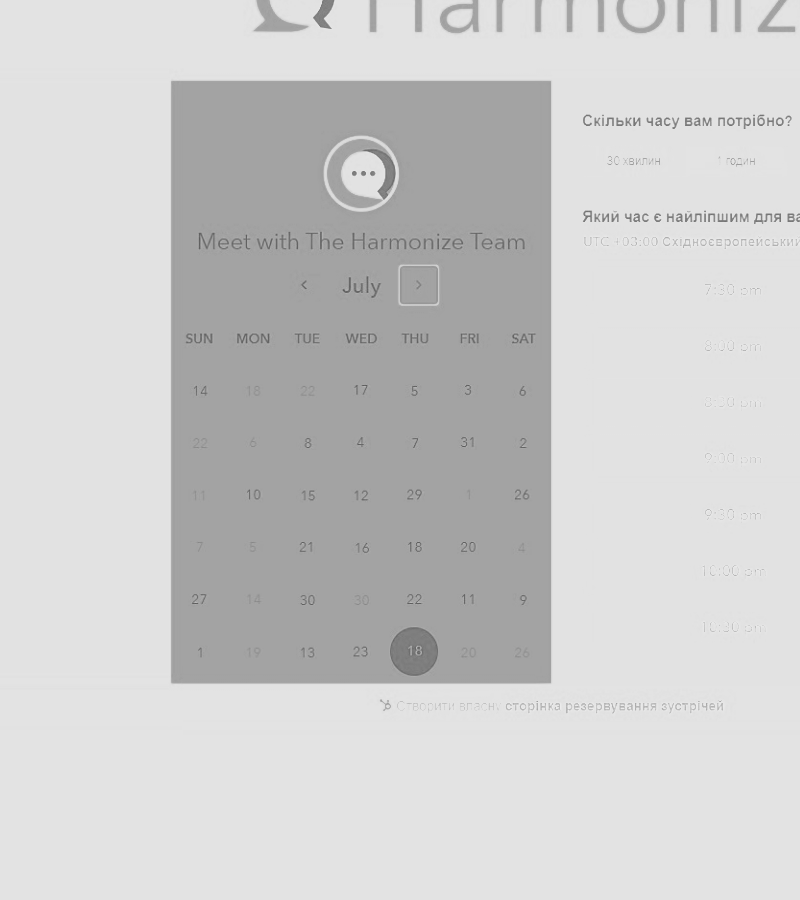 Harmoniz
Meet with The Harmonize Team
July
SUN MON TUE WED THU FRI SAT
14 18 22 17 5 3 6
22 6 8 4 7 31 2
11 10 15 12 29 1 26
7 5 21 16 18 20 4
27 14 30 30 22 11 9
1 19 13 23 18 20 26
Скільки часу вам потрібно?
30 хвилин 1 годин
Який час є найліпшим для ва
UTC +03:00 Східноєвропейський
7:30 pm
8:00 pm
8:30 pm
9:00 pm
9:30 pm
10:00 pm
10:30 pm
Створити власну сторінка резервування зустрічей